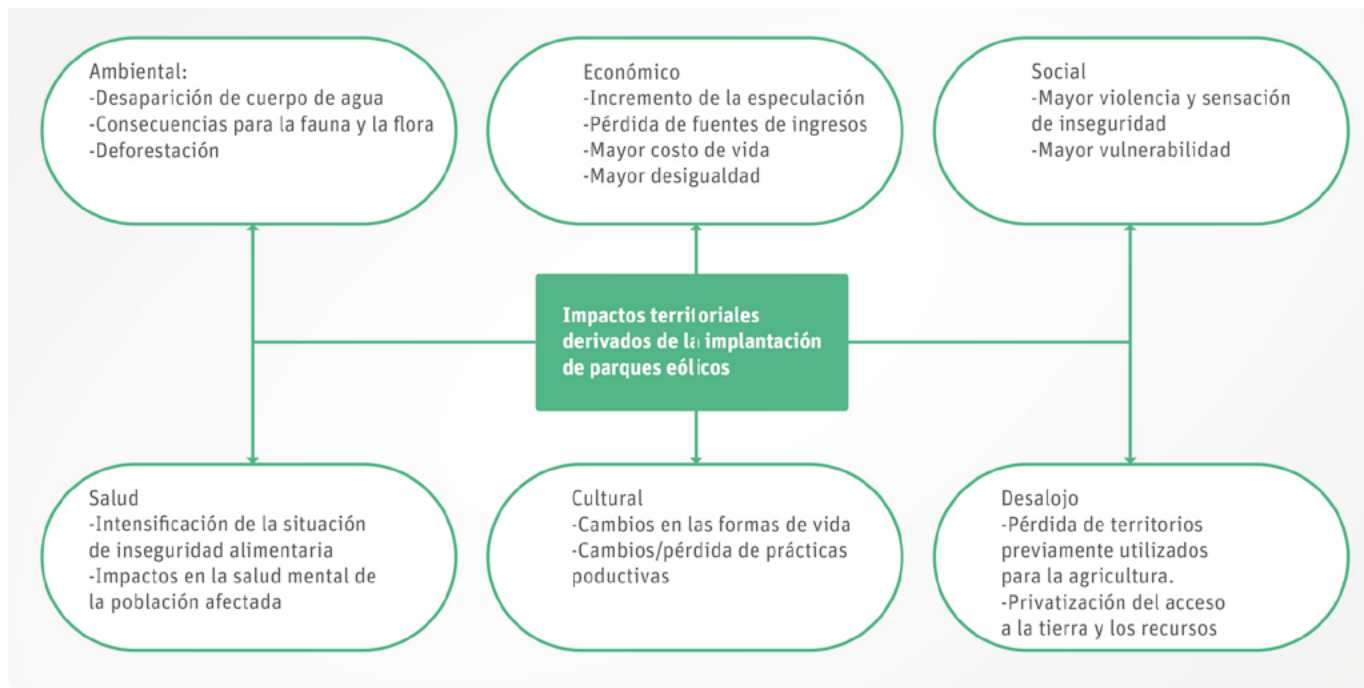 Ambiental:
-Desaparición de cuerpo de agua
-Consecuencias para la fauna y la flora
-Deforestación
Económico
-Incremento de la especulación
-Pérdida de fuentes de ingresos
-Mayor costo de vida
-Mayor desigualdad
Social
-Mayor violencia y sensación
de inseguridad
-Mayor vulnerabilidad
Impactos territoriales
derivados de la implantación
de parques eólicos
Salud
-Intensificación de la situación
de inseguridad alimentaria
-Impactos en la salud mental de
la población afectada
Cultural
-Cambios en las formas de vida
-Cambios/pérdida de prácticas
poductivas
Desalojo
-Pérdida de territorios
previamente utilizados
para la agricultura.
-Privatización del acceso
a la tierra y los recursos